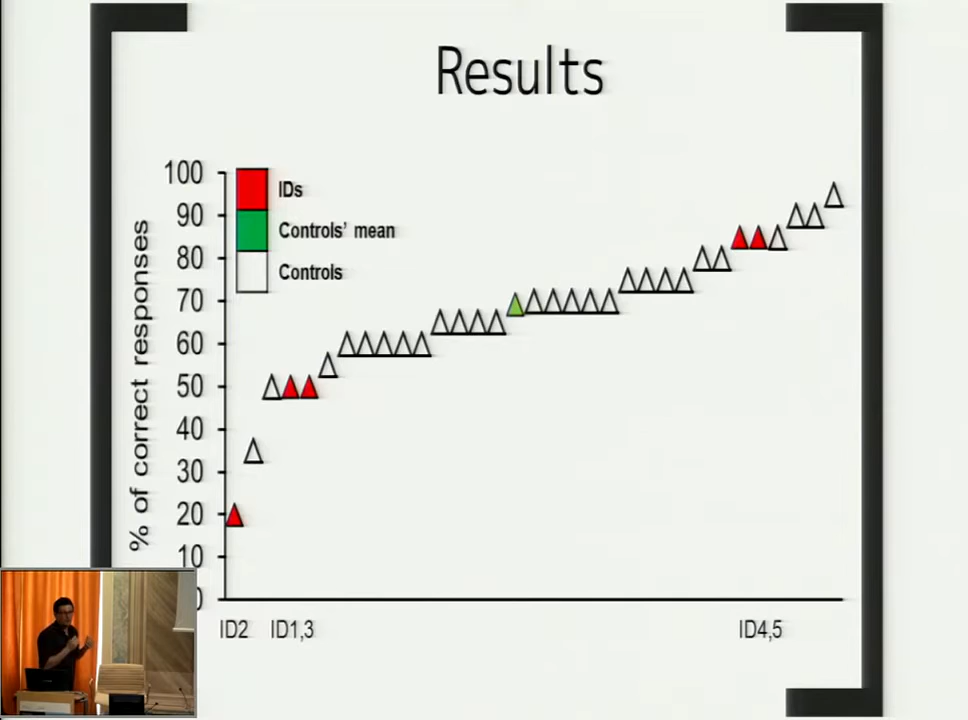 Results
100
90
80
70
60
50
40
30
20
10
0
% of correct responses
IDs
Controls' mean
Controls
ID2
ID1,3
ID4,5